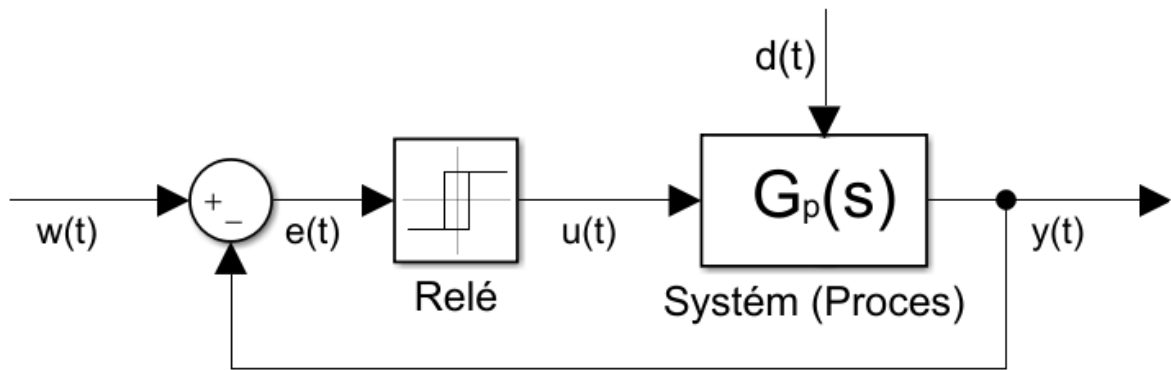 d(t)
+
−
Gₚ(s)
w(t)
e(t)
u(t)
y(t)
Relé
Systém (Proces)